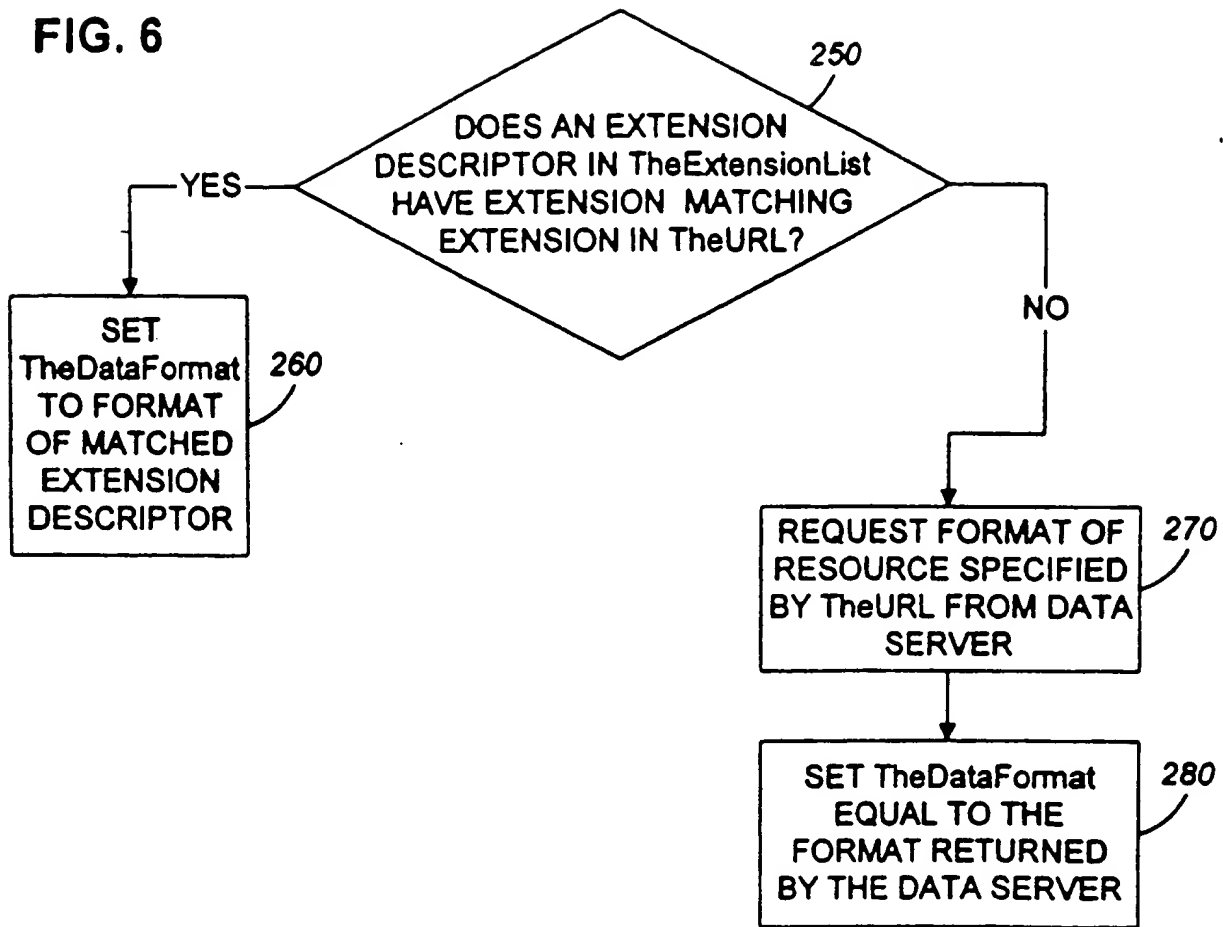 FIG. 6
250
DOES AN EXTENSION
DESCRIPTOR IN TheExtensionList
HAVE EXTENSION MATCHING
EXTENSION IN TheURL?
YES
NO
SET
TheDataFormat
TO FORMAT
OF MATCHED
EXTENSION
DESCRIPTOR
260
REQUEST FORMAT OF
RESOURCE SPECIFIED
BY TheURL FROM DATA
SERVER
270
SET TheDataFormat
EQUAL TO THE
FORMAT RETURNED
BY THE DATA SERVER
280